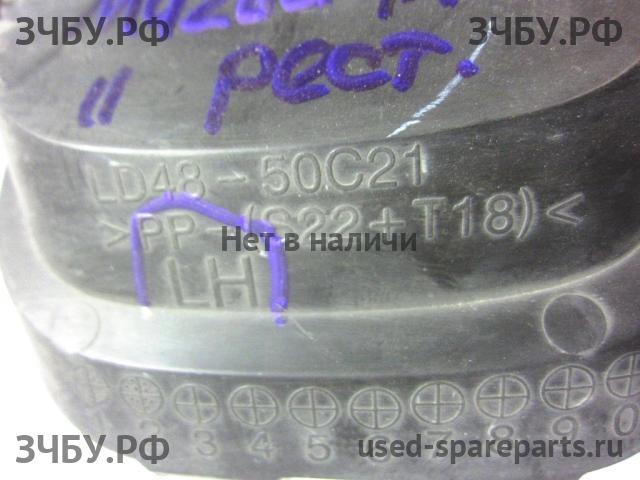 ЗЧБУ.РФ
ЗЧБУ.РФ
" рест.
LD48-50C21
>PP-(S22+T18)<
Нет в наличи
LH
1 2 3 4 5 6 7 8 9 0
ЗЧБУ.РФ
used-spareparts.ru